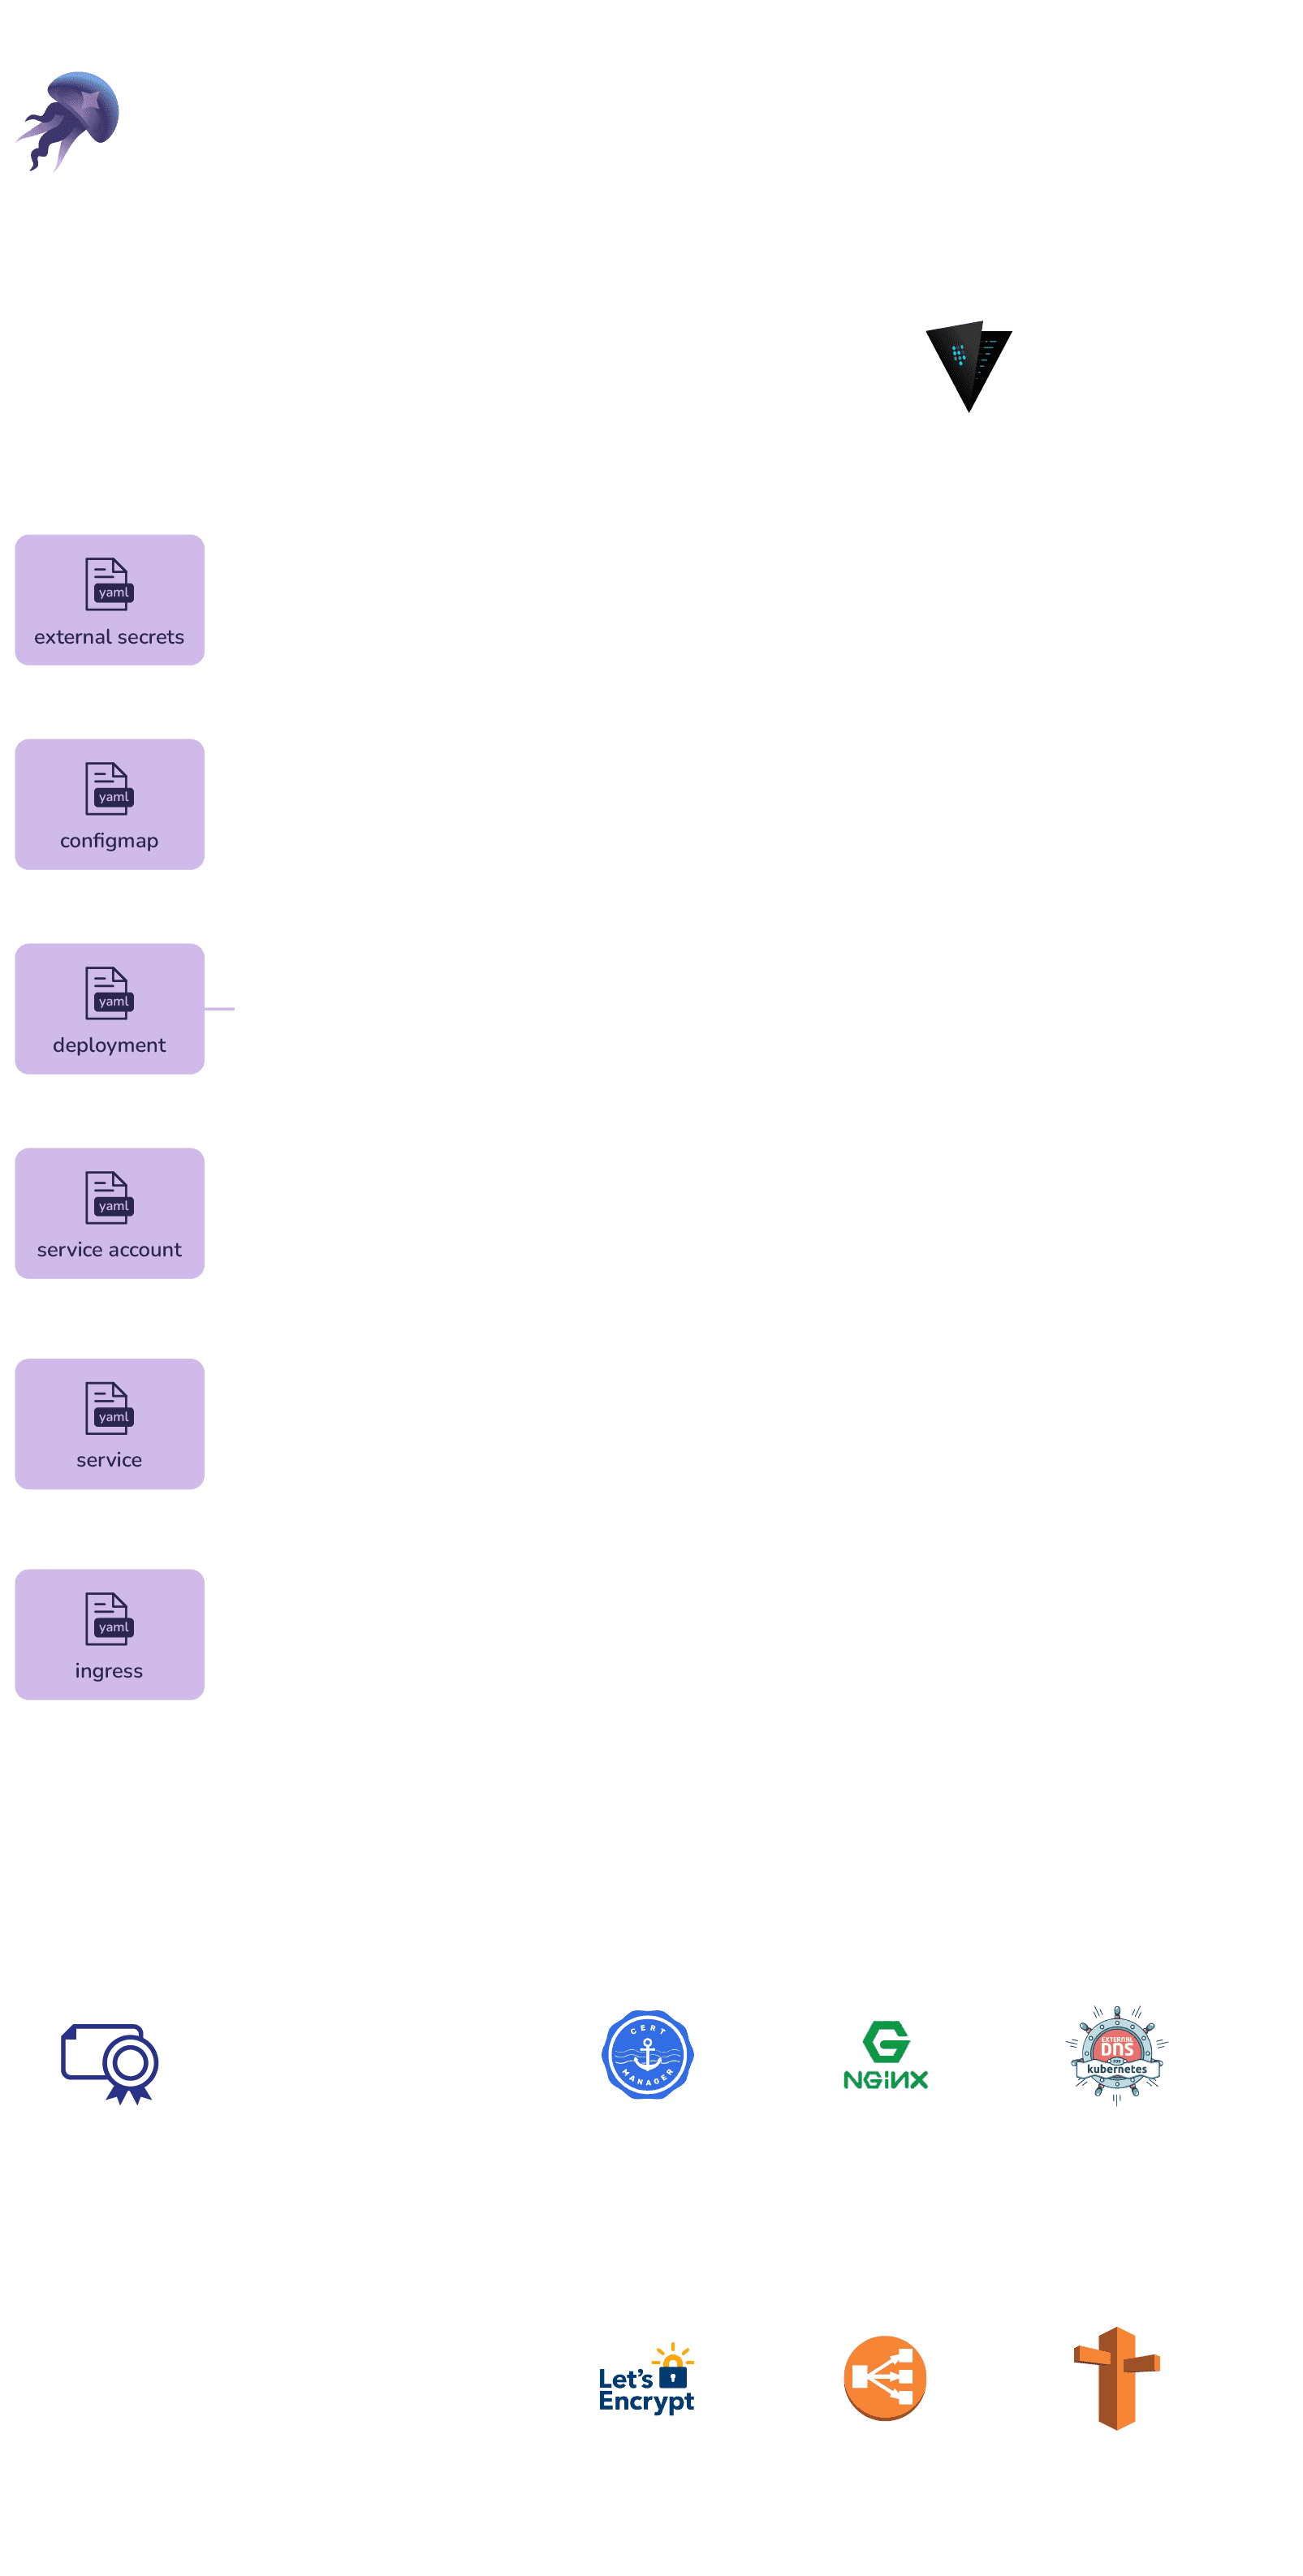 yaml
external secrets
yaml
configmap
yaml
deployment
yaml
service account
yaml
service
yaml
ingress
CERT
MANAGER
NGiNX
EXTERNAL
DNS
FOR
kubernetes
Let's
Encrypt